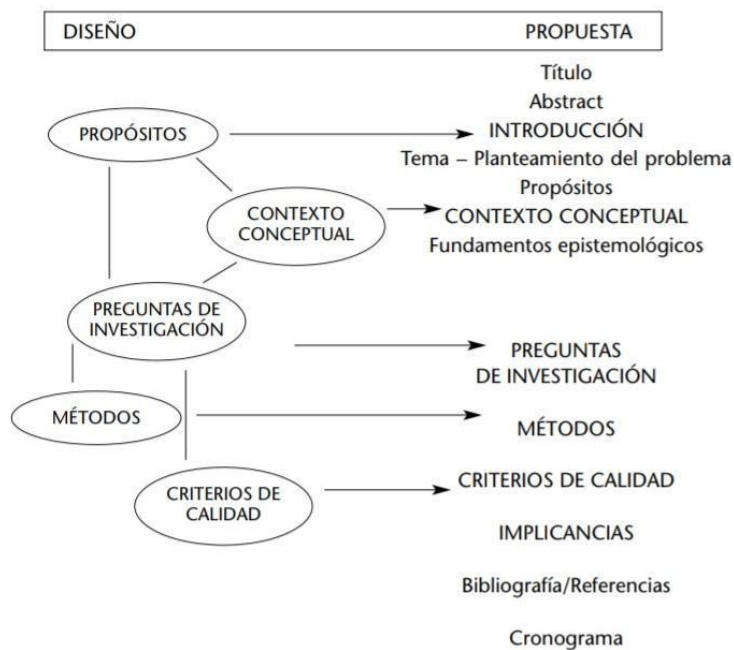 DISEÑO PROPUESTA
Título
Abstract
PROPÓSITOS
INTRODUCCIÓN
Tema – Planteamiento del problema
Propósitos
CONTEXTO
CONCEPTUAL
CONTEXTO CONCEPTUAL
Fundamentos epistemológicos
PREGUNTAS DE
INVESTIGACIÓN
PREGUNTAS
DE INVESTIGACIÓN
MÉTODOS
MÉTODOS
CRITERIOS DE
CALIDAD
CRITERIOS DE CALIDAD
IMPLICANCIAS
Bibliografía/Referencias
Cronograma